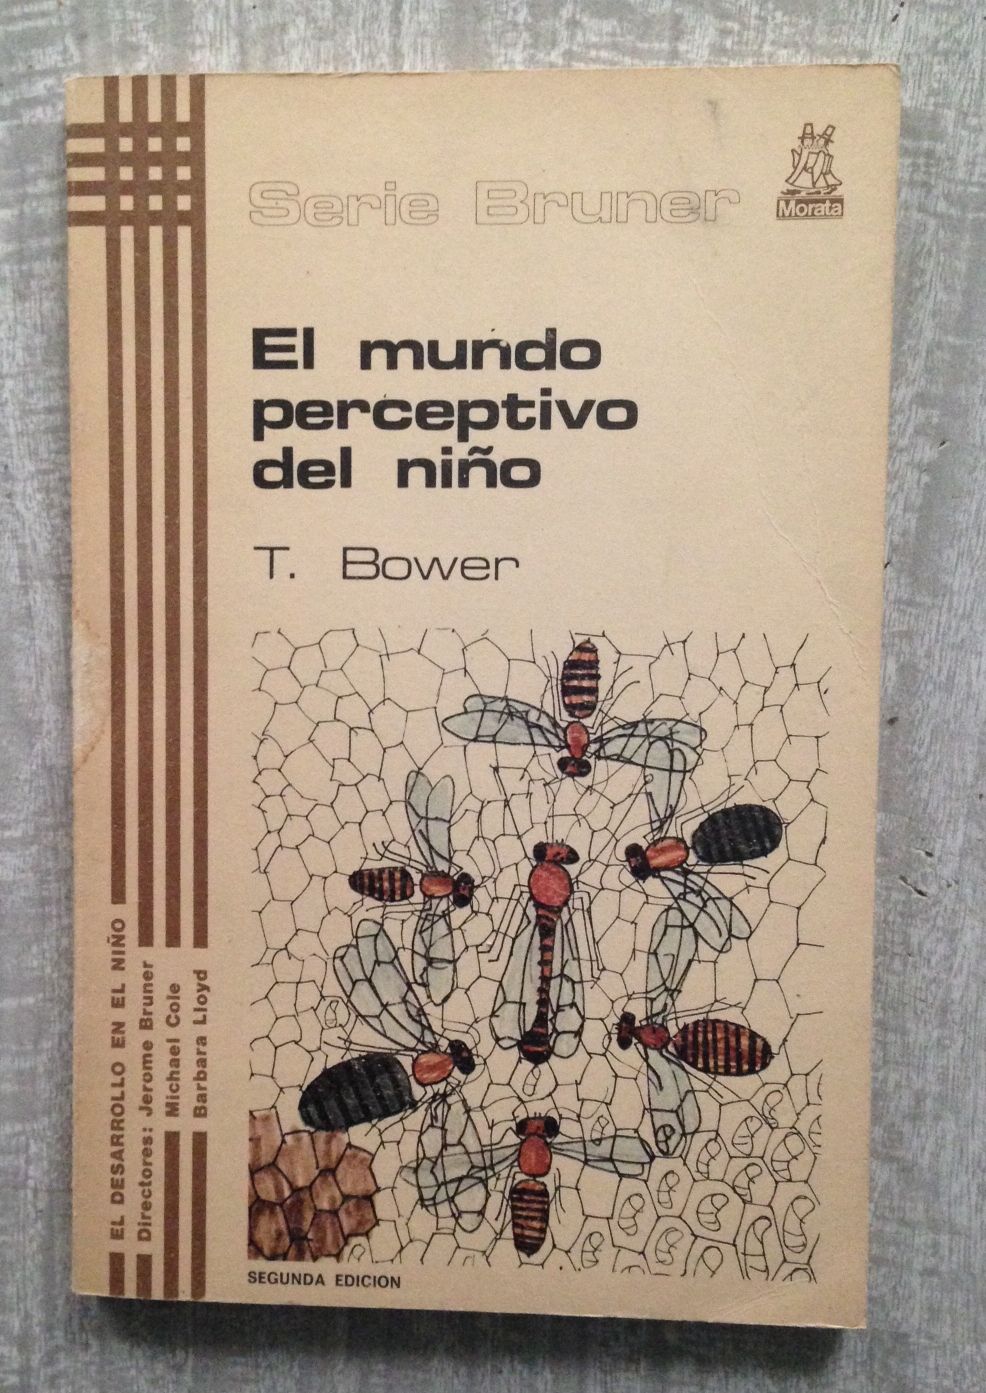 Serie Bruner
Morata
El mundo
perceptivo
del niño
T. Bower
EL DESARROLLO EN EL NIÑO
Directores: Jerome Bruner
Michael Cole
Barbara Lloyd
SEGUNDA EDICION